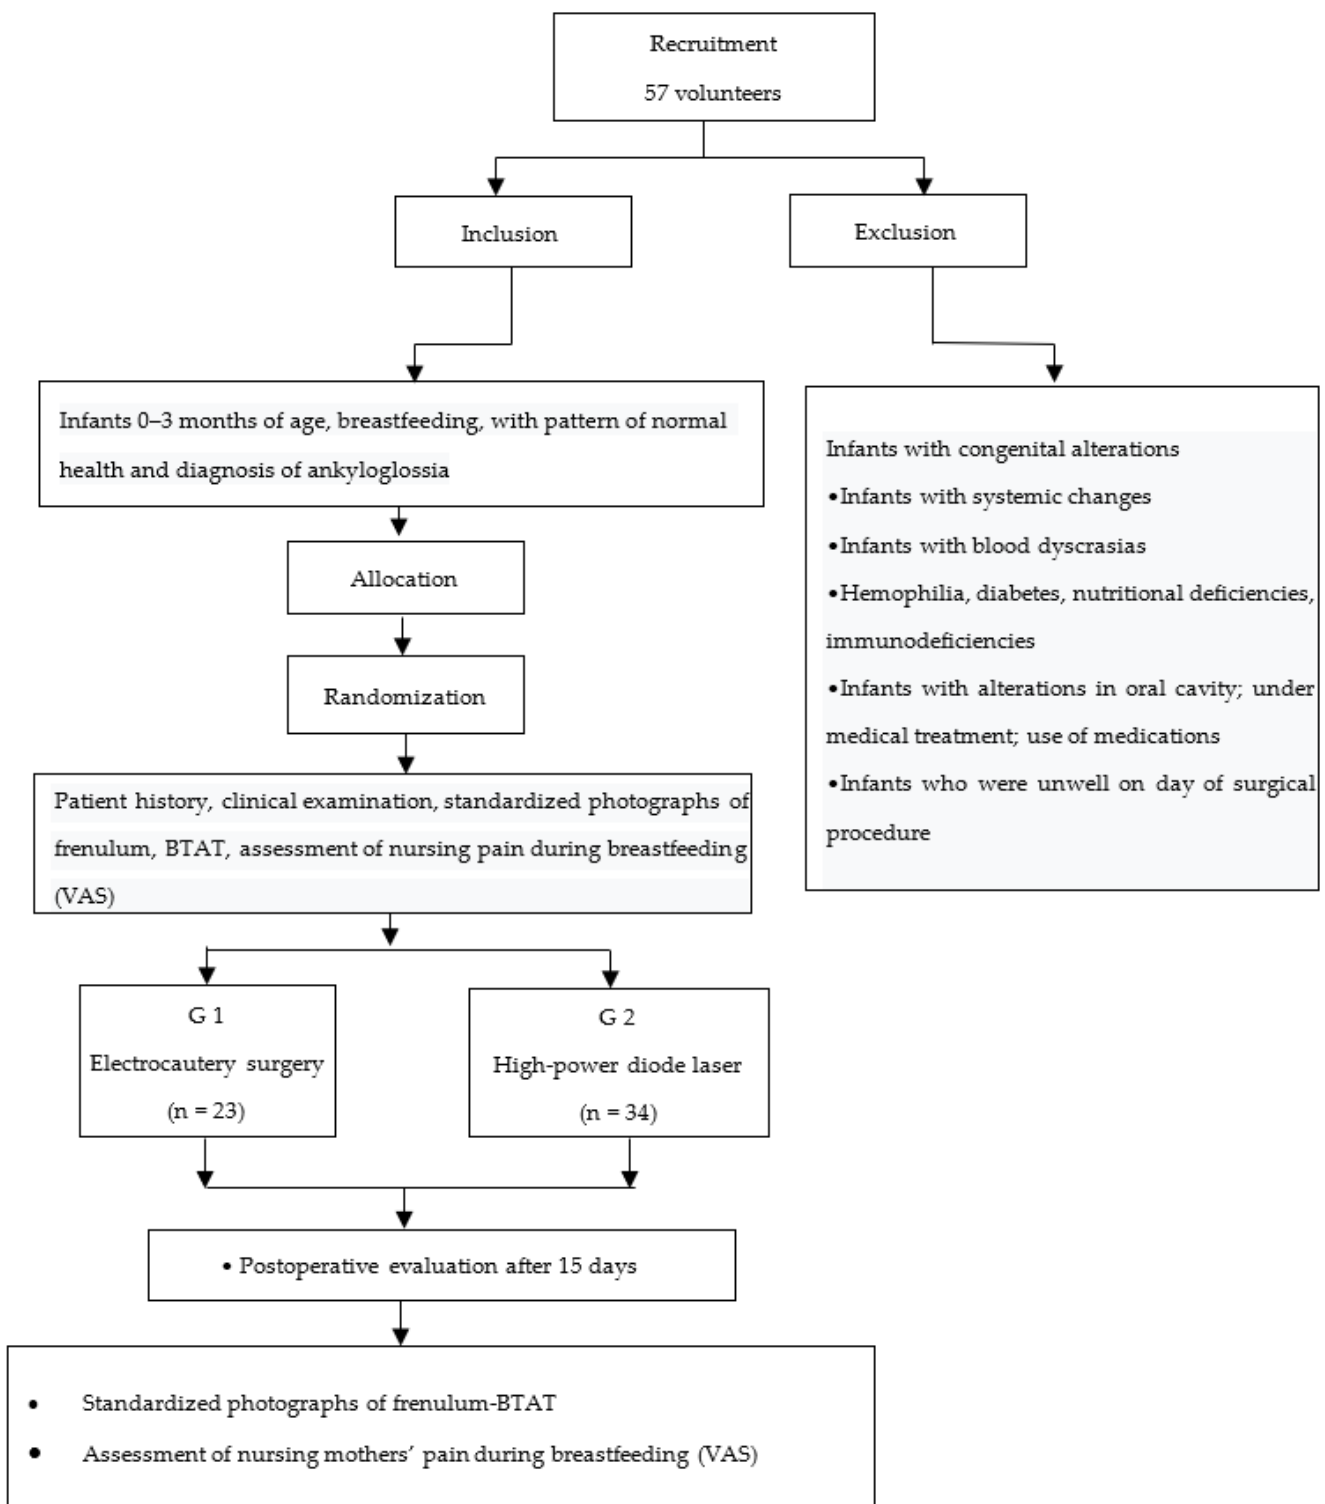 Recruitment
57 volunteers
Inclusion
Exclusion
Infants 0–3 months of age, breastfeeding, with pattern of normal
health and diagnosis of ankyloglossia
Infants with congenital alterations
•Infants with systemic changes
•Infants with blood dyscrasias
•Hemophilia, diabetes, nutritional deficiencies,
immunodeficiencies
•Infants with alterations in oral cavity; under
medical treatment; use of medications
•Infants who were unwell on day of surgical
procedure
Allocation
Randomization
Patient history, clinical examination, standardized photographs of
frenulum, BTAT, assessment of nursing pain during breastfeeding
(VAS)
G 1
Electrocautery surgery
(n = 23)
G 2
High-power diode laser
(n = 34)
• Postoperative evaluation after 15 days
• Standardized photographs of frenulum-BTAT
• Assessment of nursing mothers’ pain during breastfeeding (VAS)